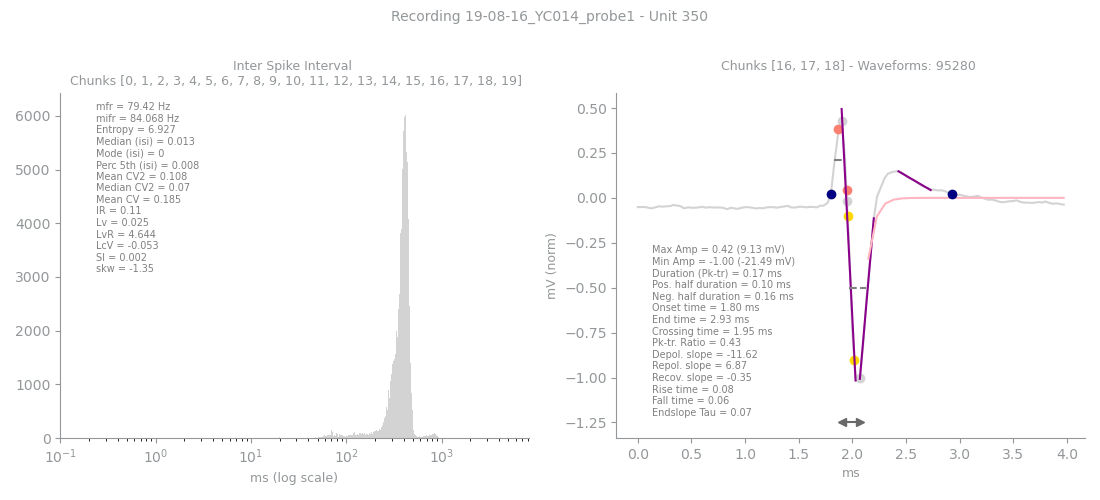 Recording 19-08-16_YC014_probe1 - Unit 350
Inter Spike Interval
Chunks [0, 1, 2, 3, 4, 5, 6, 7, 8, 9, 10, 11, 12, 13, 14, 15, 16, 17, 18, 19]
mfr = 79.42 Hz
mifr = 84.068 Hz
Entropy = 6.927
Median (isi) = 0.013
Mode (isi) = 0
Perc 5th (isi) = 0.008
Mean CV2 = 0.108
Median CV2 = 0.07
Mean CV = 0.185
IR = 0.11
Lv = 0.025
LvR = 4.644
LcV = -0.053
SI = 0.002
skw = -1.35
6000
5000
4000
3000
2000
1000
0
10⁻¹ 10⁰ 10¹ 10² 10³
ms (log scale)
Chunks [16, 17, 18] - Waveforms: 95280
0.50
0.25
0.00
−0.25
−0.50
−0.75
−1.00
−1.25
mV (norm)
Max Amp = 0.42 (9.13 mV)
Min Amp = -1.00 (-21.49 mV)
Duration (Pk-tr) = 0.17 ms
Pos. half duration = 0.10 ms
Neg. half duration = 0.16 ms
Onset time = 1.80 ms
End time = 2.93 ms
Crossing time = 1.95 ms
Pk-tr. Ratio = 0.43
Depol. slope = -11.62
Repol. slope = 6.87
Recov. slope = -0.35
Rise time = 0.08
Fall time = 0.06
Endslope Tau = 0.07
0.0 0.5 1.0 1.5 2.0 2.5 3.0 3.5 4.0
ms